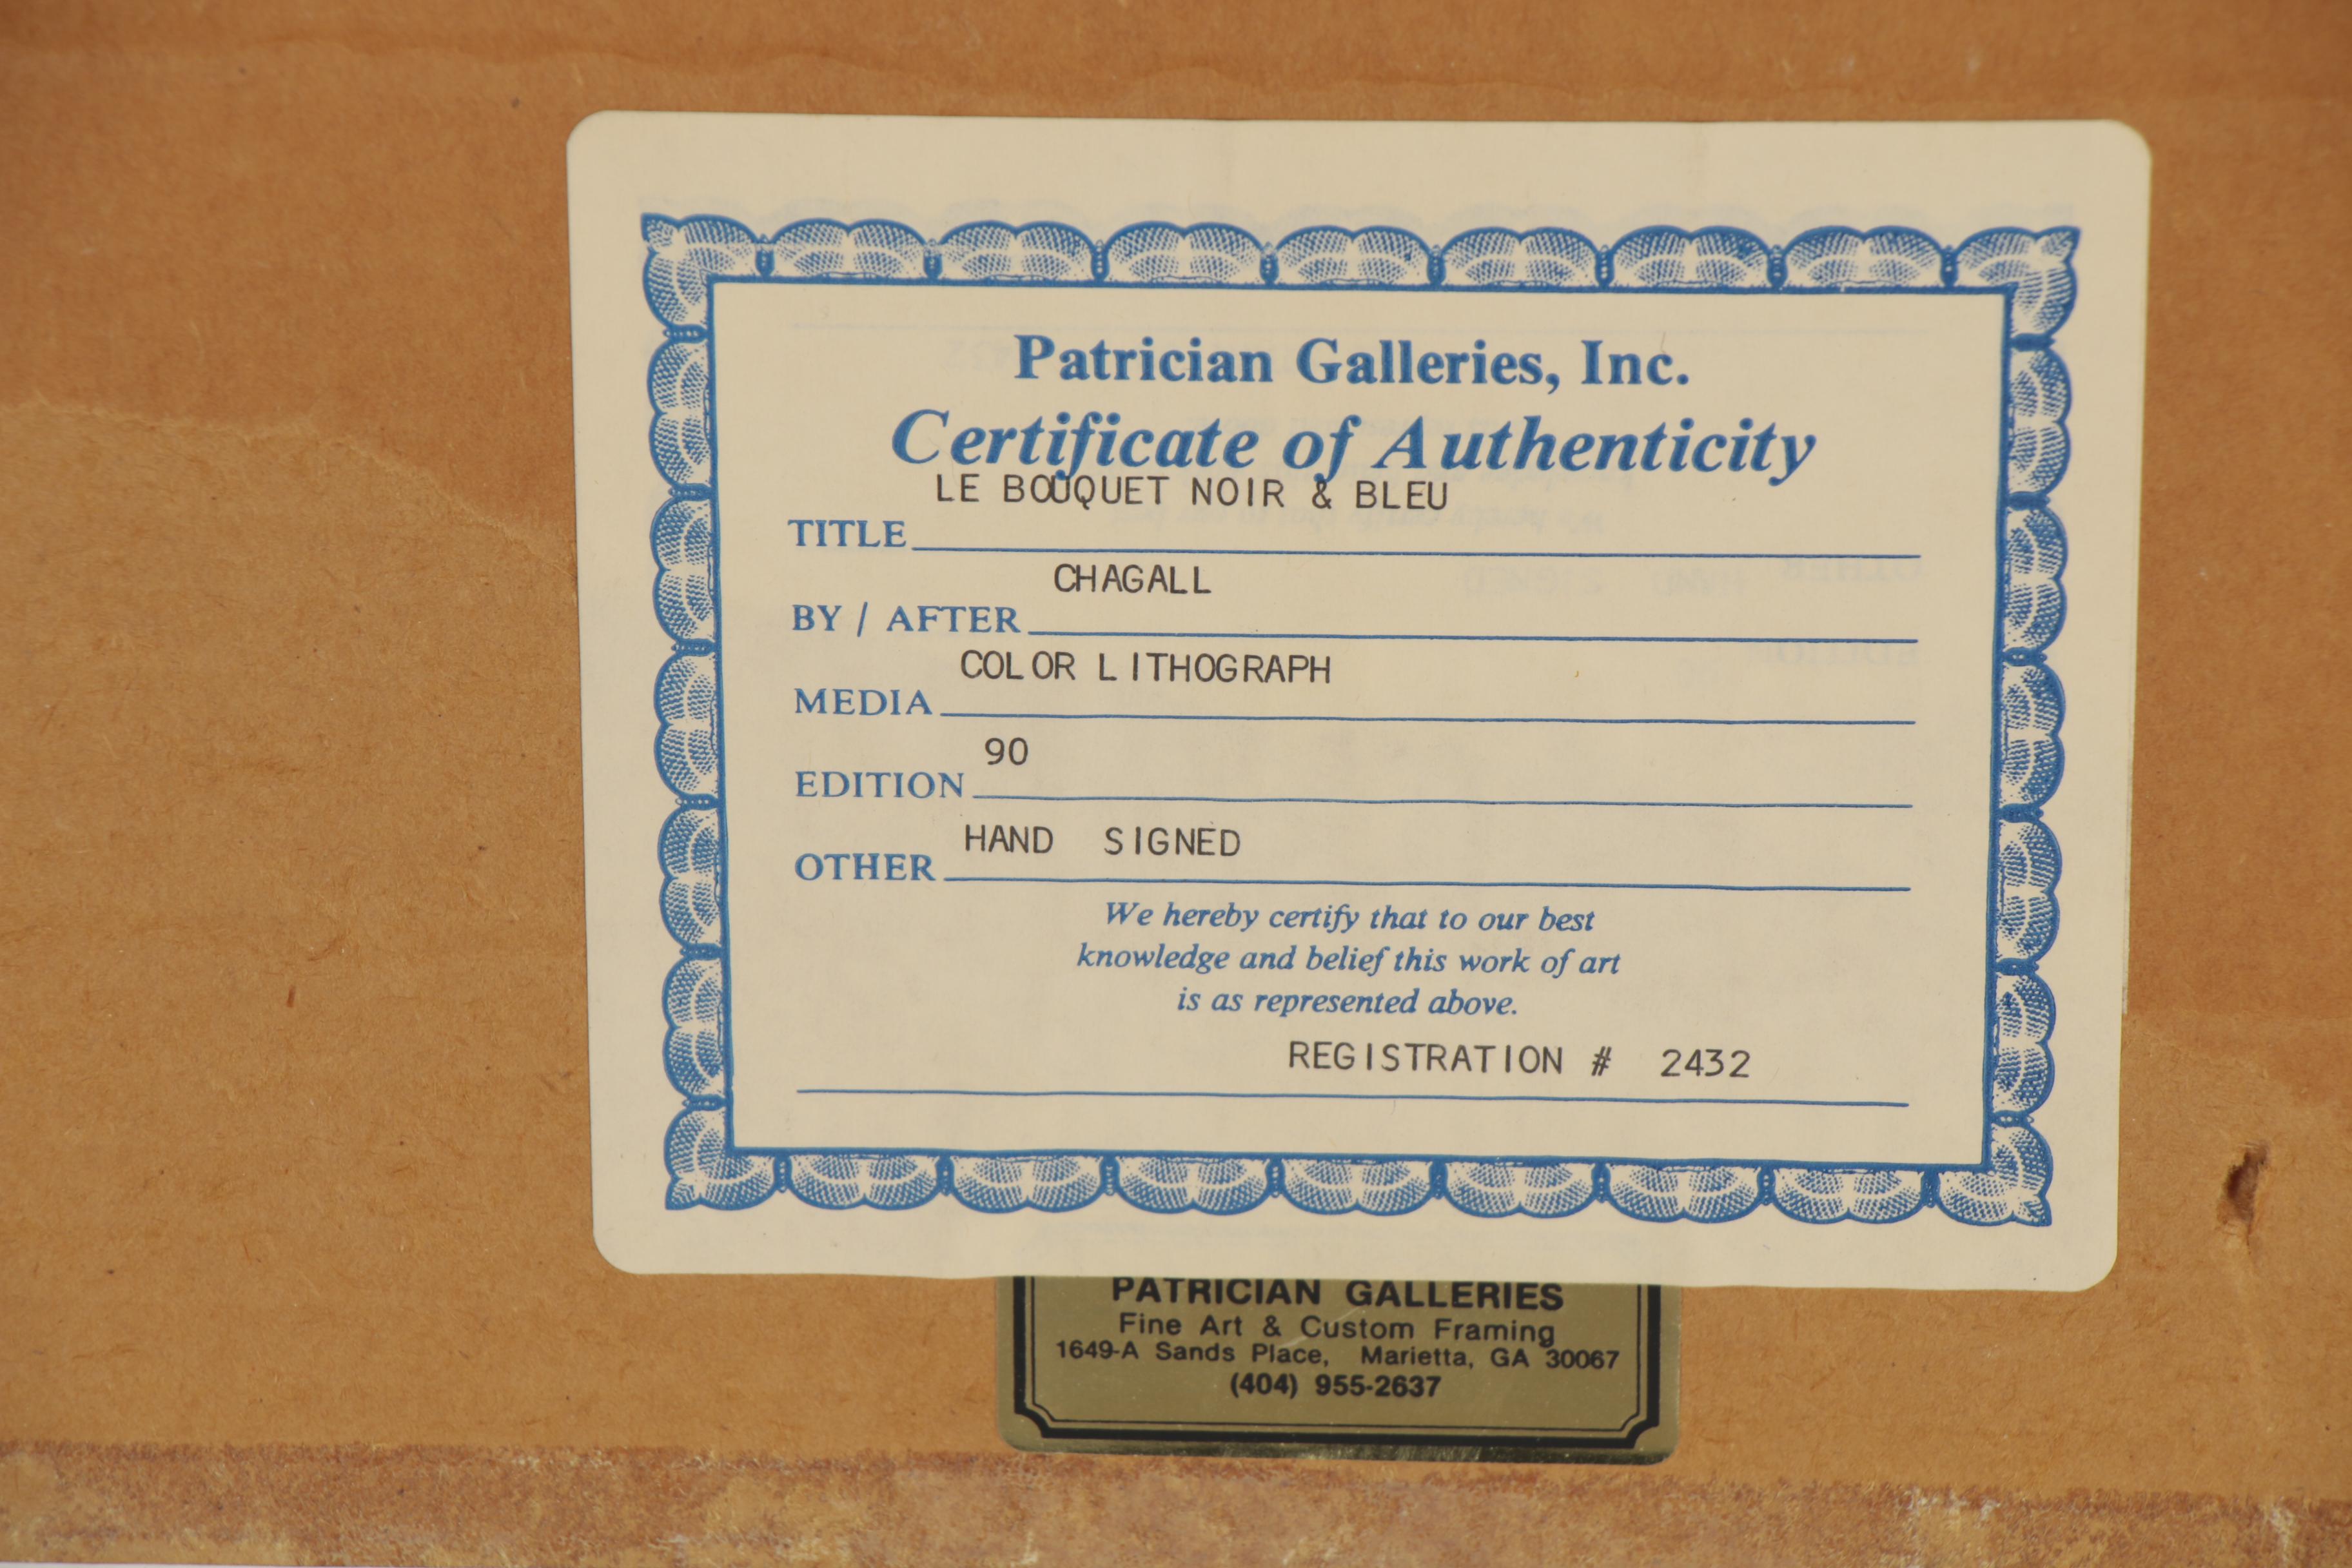 Patrician Galleries, Inc.
Certificate of Authenticity
LE BOUQUET NOIR & BLEU
TITLE
CHAGALL
BY / AFTER
COLOR LITHOGRAPH
MEDIA
90
EDITION
HAND SIGNED
OTHER
We hereby certify that to our best
knowledge and belief this work of art
is as represented above.
REGISTRATION # 2432
PATRICIAN GALLERIES
Fine Art & Custom Framing
1649-A Sands Place, Marietta, GA 30067
(404) 955-2637